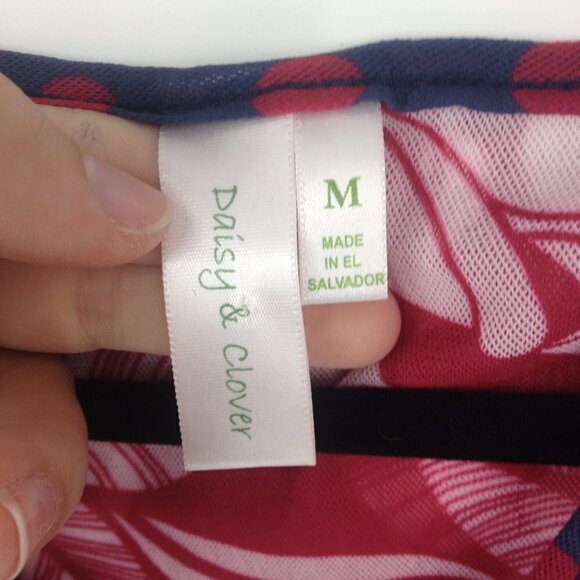 Daisy & Clover
M
MADE
IN EL
SALVADOR